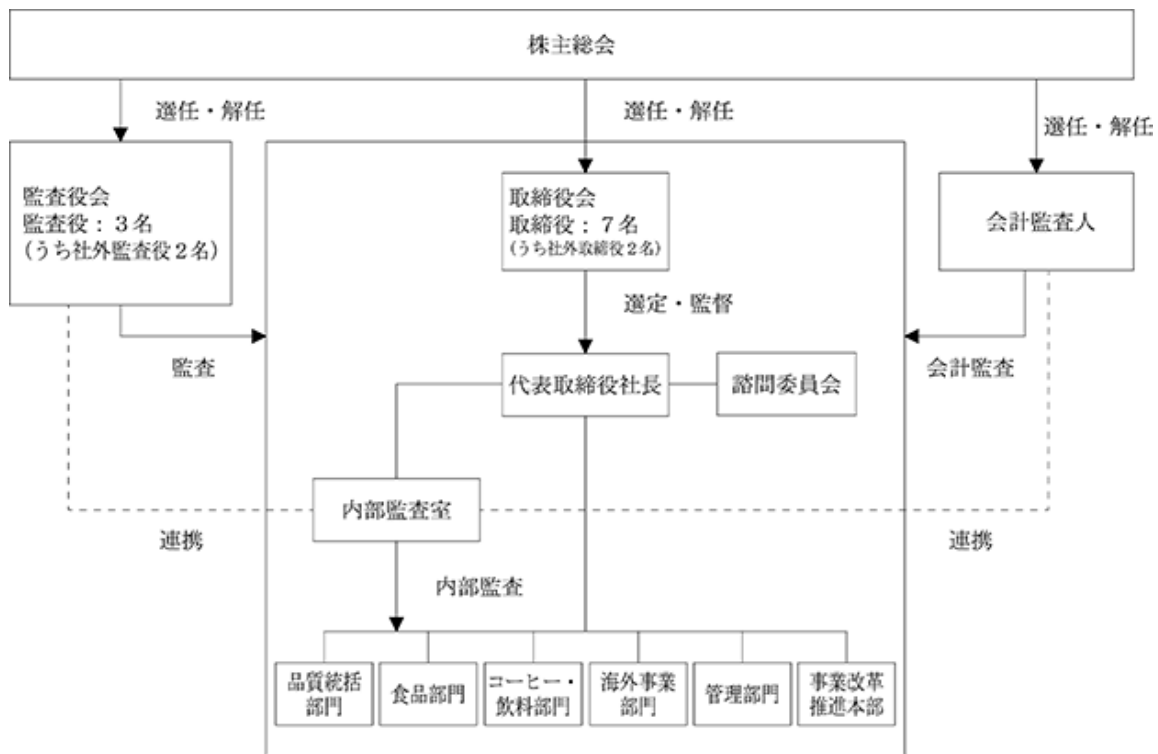 株主総会
選任・解任
選任・解任
選任・解任
監査役会
監査役：３名
(うち社外監査役２名)
取締役会
取締役：７名
(うち社外取締役２名)
会計監査人
選定・監督
監査
会計監査
代表取締役社長
諮問委員会
内部監査室
連携
連携
内部監査
品質統括
部門
食品部門
コーヒー・
飲料部門
海外事業
部門
管理部門
事業改革
推進本部